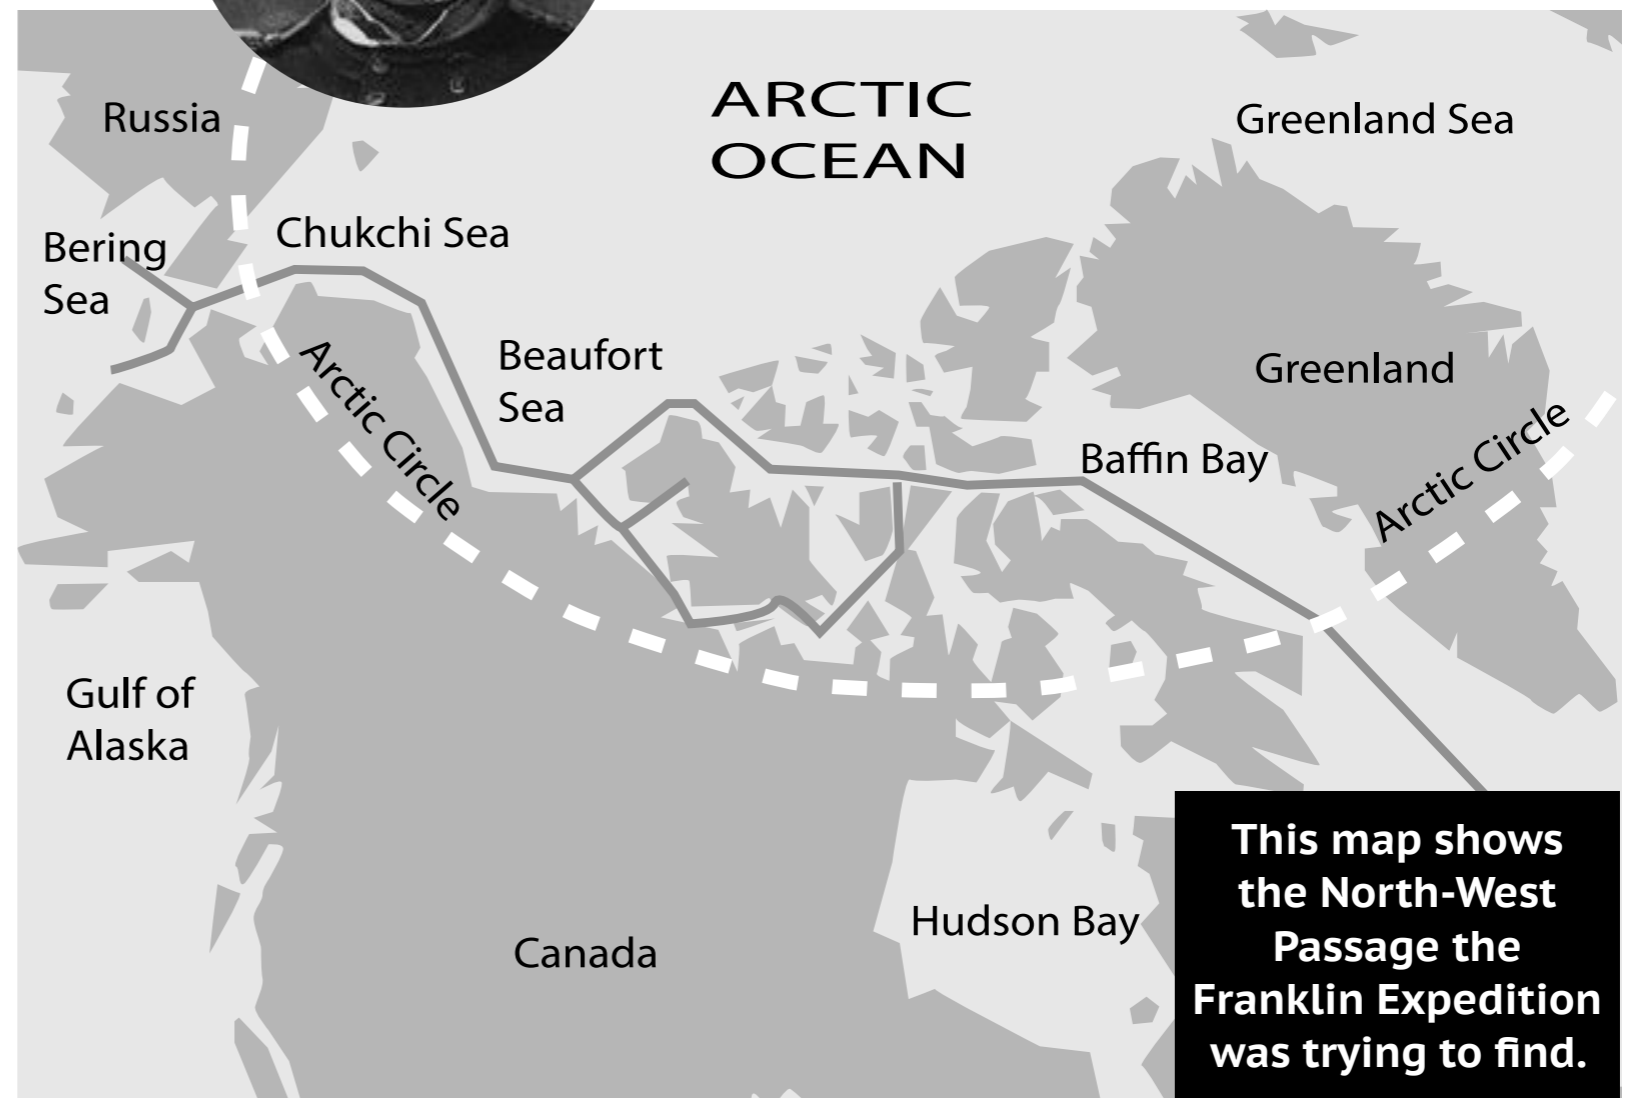 ARCTIC
OCEAN
Russia
Greenland Sea
Bering
Sea
Chukchi Sea
Arctic Circle
Beaufort
Sea
Greenland
Baffin Bay
Arctic Circle
Gulf of
Alaska
Canada
Hudson Bay
This map shows
the North-West
Passage the
Franklin Expedition
was trying to find.